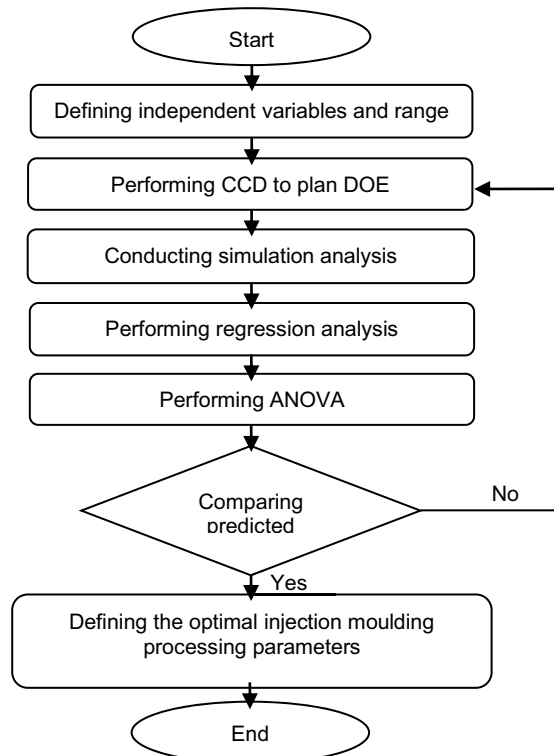 Start
Defining independent variables and range
Performing CCD to plan DOE
Conducting simulation analysis
Performing regression analysis
Performing ANOVA
Comparing
predicted
No
Yes
Defining the optimal injection moulding
processing parameters
End